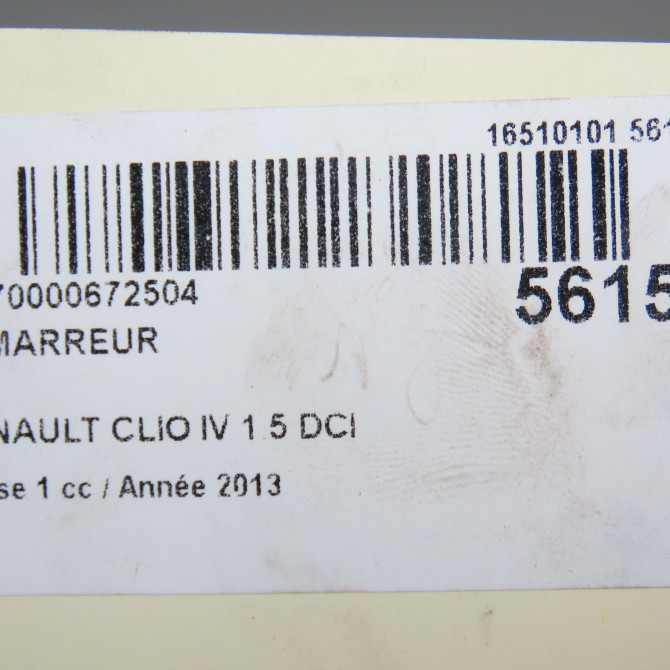 16510101 561
70000672504
5615
MARREUR
NAULT CLIO IV 1.5 DCI
se 1 cc / Année 2013